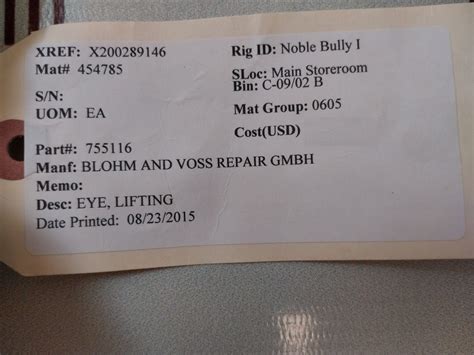 XREF: X200289146 Rig ID: Noble Bully I
Mat# 454785 SLoc: Main Storeroom
S/N: Bin: C-09/02 B
UOM: EA Mat Group: 0605
Cost(USD)
Part#: 755116
Manf: BLOHM AND VOSS REPAIR GMBH
Memo:
Desc: EYE, LIFTING
Date Printed: 08/23/2015